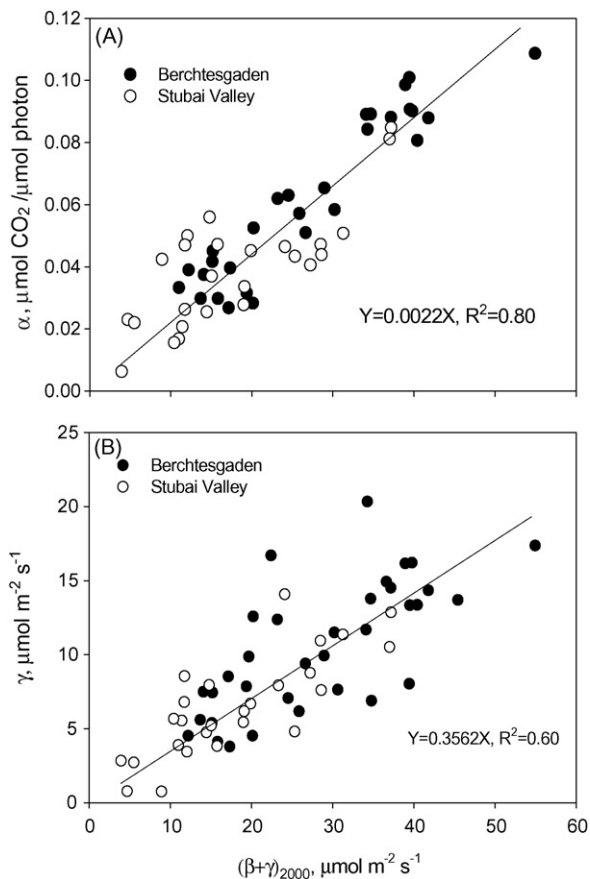 0.12
(A)
Berchtesgaden
Stubai Valley
0.10
0.08
0.06
0.04
0.02
0.00
α, μmol CO₂ /μmol photon
Y=0.0022X, R²=0.80
25
(B)
Berchtesgaden
Stubai Valley
20
15
10
5
0
γ, μmol m⁻² s⁻¹
Y=0.3562X, R²=0.60
0 10 20 30 40 50 60
(β+γ)₂₀₀₀, μmol m⁻² s⁻¹